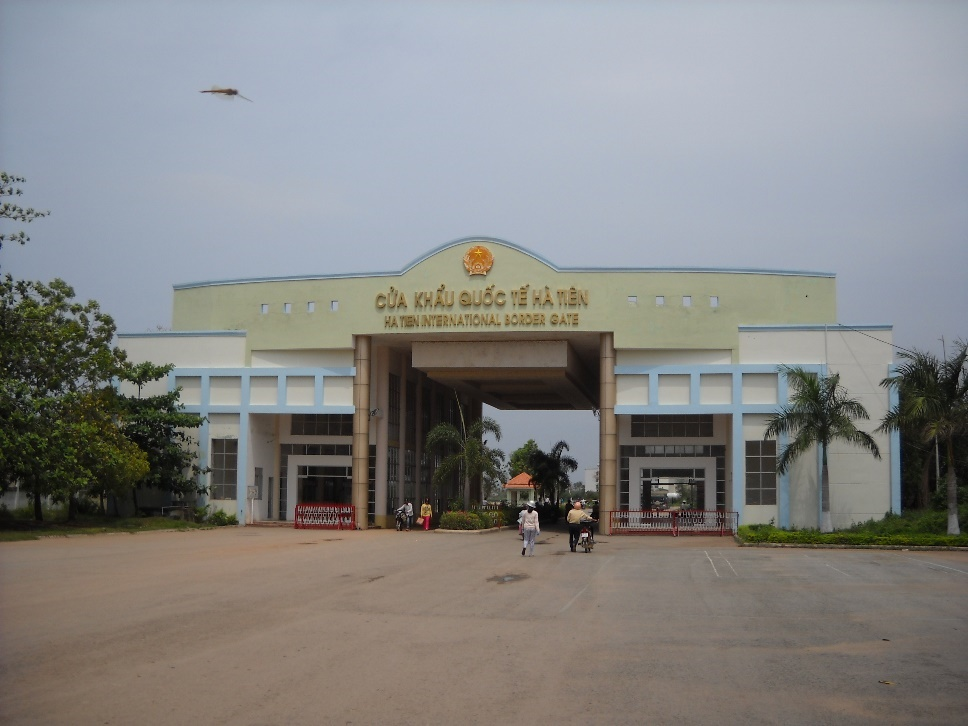 CỬA KHẨU QUỐC TẾ HÀ TIÊN
HA TIEN INTERNATIONAL BORDER GATE